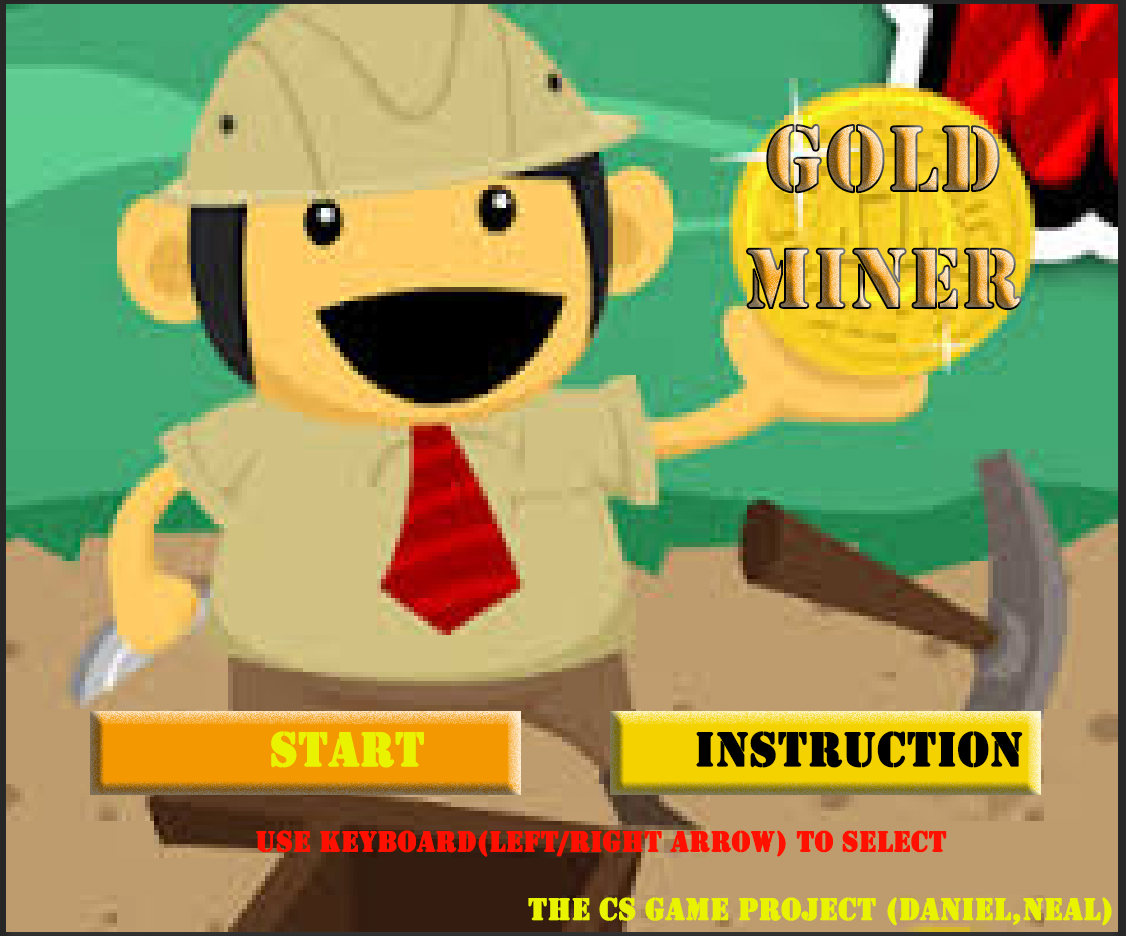 GOLD
MINER
START
INSTRUCTION
USE KEYBOARD(LEFT/RIGHT ARROW) TO SELECT
THE CS GAME PROJECT (DANIEL,NEAL)